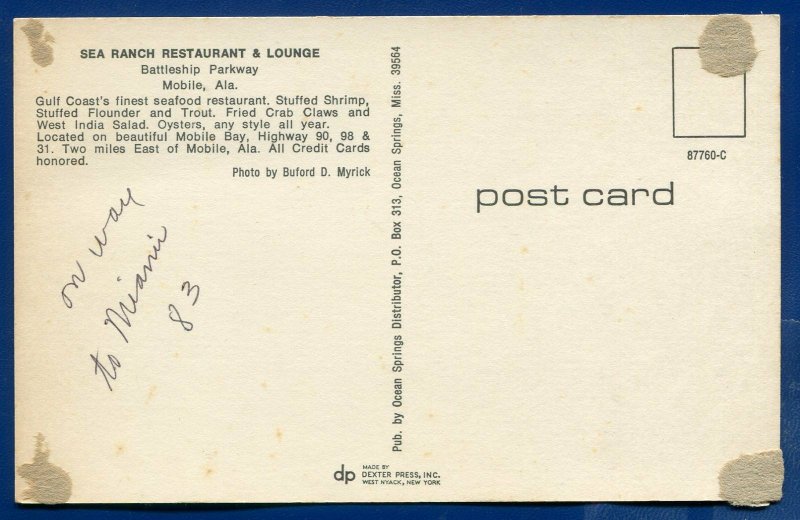 SEA RANCH RESTAURANT & LOUNGE
Battleship Parkway
Mobile, Ala.
Gulf Coast's finest seafood restaurant. Stuffed Shrimp,
Stuffed Flounder and Trout. Fried Crab Claws and
West India Salad. Oysters, any style all year.
Located on beautiful Mobile Bay, Highway 90, 98 &
31. Two miles East of Mobile, Ala. All Credit Cards
honored.
Photo by Buford D. Myrick
on way
to Miami
83
Pub. by Ocean Springs Distributor, P.O. Box 313, Ocean Springs, Miss. 39564
dp MADE BY
DEXTER PRESS, INC.
WEST NYACK, NEW YORK
87760-C
post card